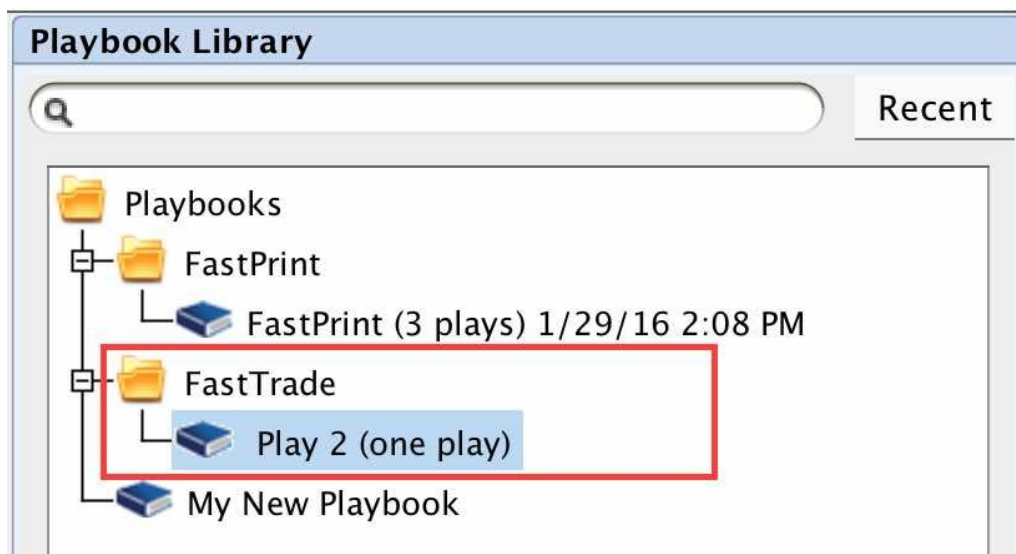 Playbook Library
Recent
Playbooks
FastPrint
FastPrint (3 plays) 1/29/16 2:08 PM
FastTrade
Play 2 (one play)
My New Playbook